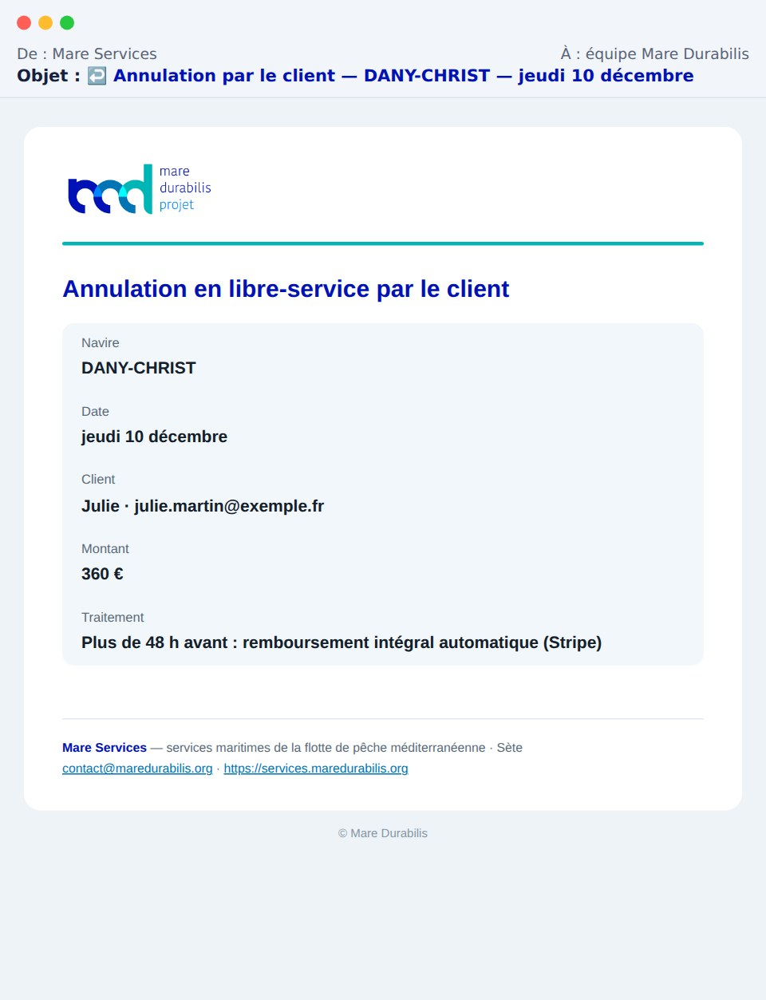 De : Mare Services
À : équipe Mare Durabilis
Objet : ↩️ Annulation par le client — DANY-CHRIST — jeudi 10 décembre
mare
durabilis
projet
Annulation en libre-service par le client
Navire
DANY-CHRIST
Date
jeudi 10 décembre
Client
Julie · julie.martin@exemple.fr
Montant
360 €
Traitement
Plus de 48 h avant : remboursement intégral automatique (Stripe)
Mare Services — services maritimes de la flotte de pêche méditerranéenne · Sète
contact@maredurabilis.org · https://services.maredurabilis.org
© Mare Durabilis